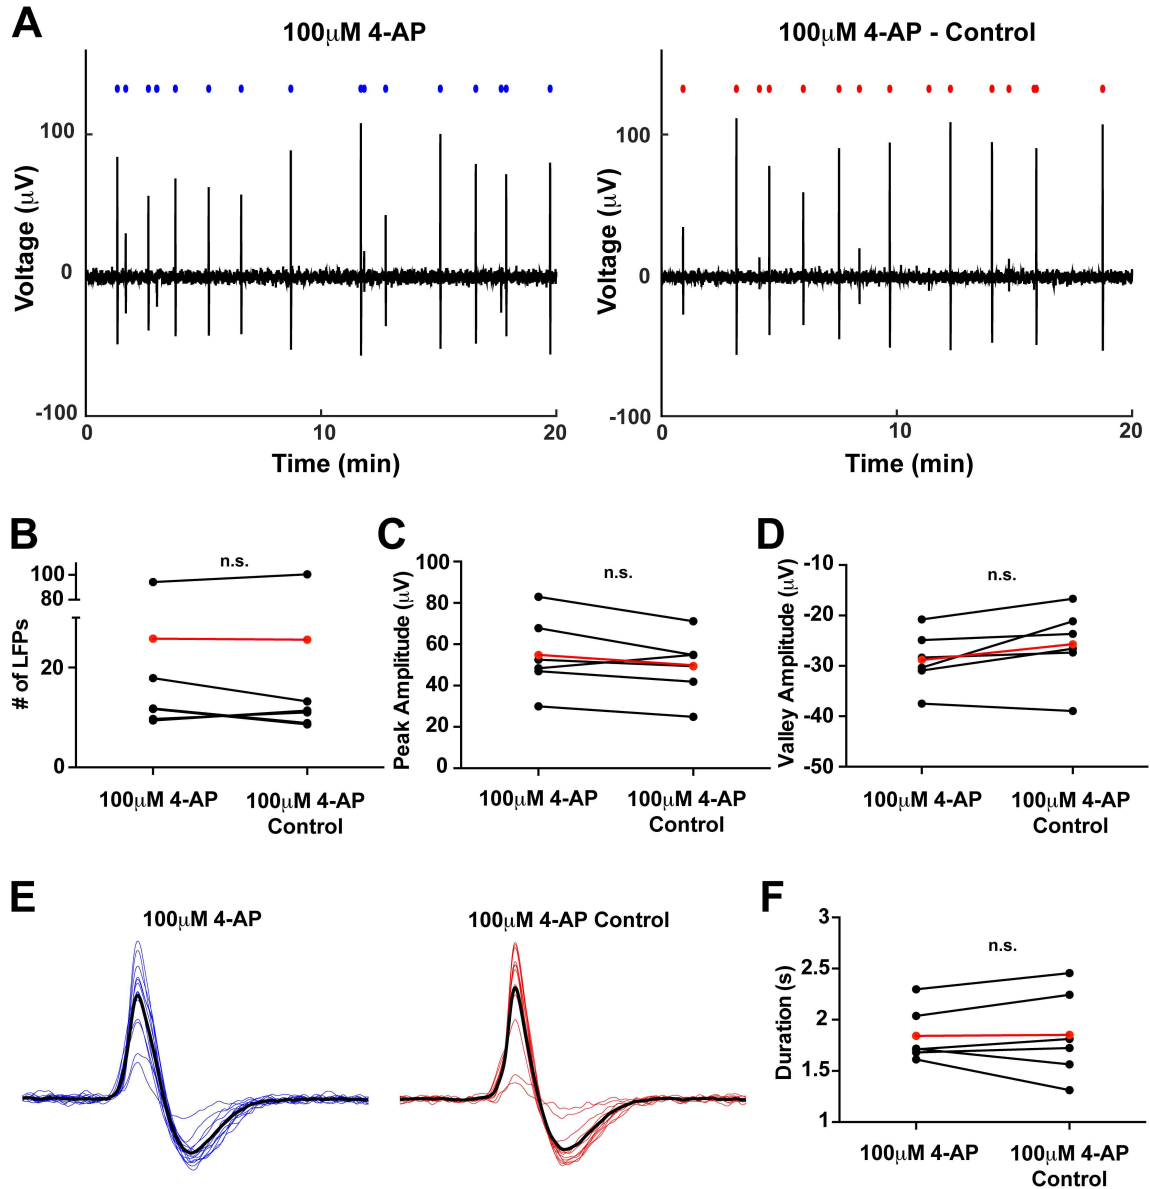 A
100μM 4-AP
100μM 4-AP - Control
Voltage (μV)
100
0
-100
0
10
20
Time (min)
Voltage (μV)
100
0
-100
0
10
20
Time (min)
B
# of LFPs
100
80
20
0
n.s.
100μM 4-AP
100μM 4-AP
Control
C
Peak Amplitude (μV)
100
80
60
40
20
0
n.s.
100μM 4-AP
100μM 4-AP
Control
D
Valley Amplitude (μV)
-10
-20
-30
-40
-50
n.s.
100μM 4-AP
100μM 4-AP
Control
E
100μM 4-AP
100μM 4-AP Control
F
Duration (s)
3
2.5
2
1.5
1
n.s.
100μM 4-AP
100μM 4-AP
Control